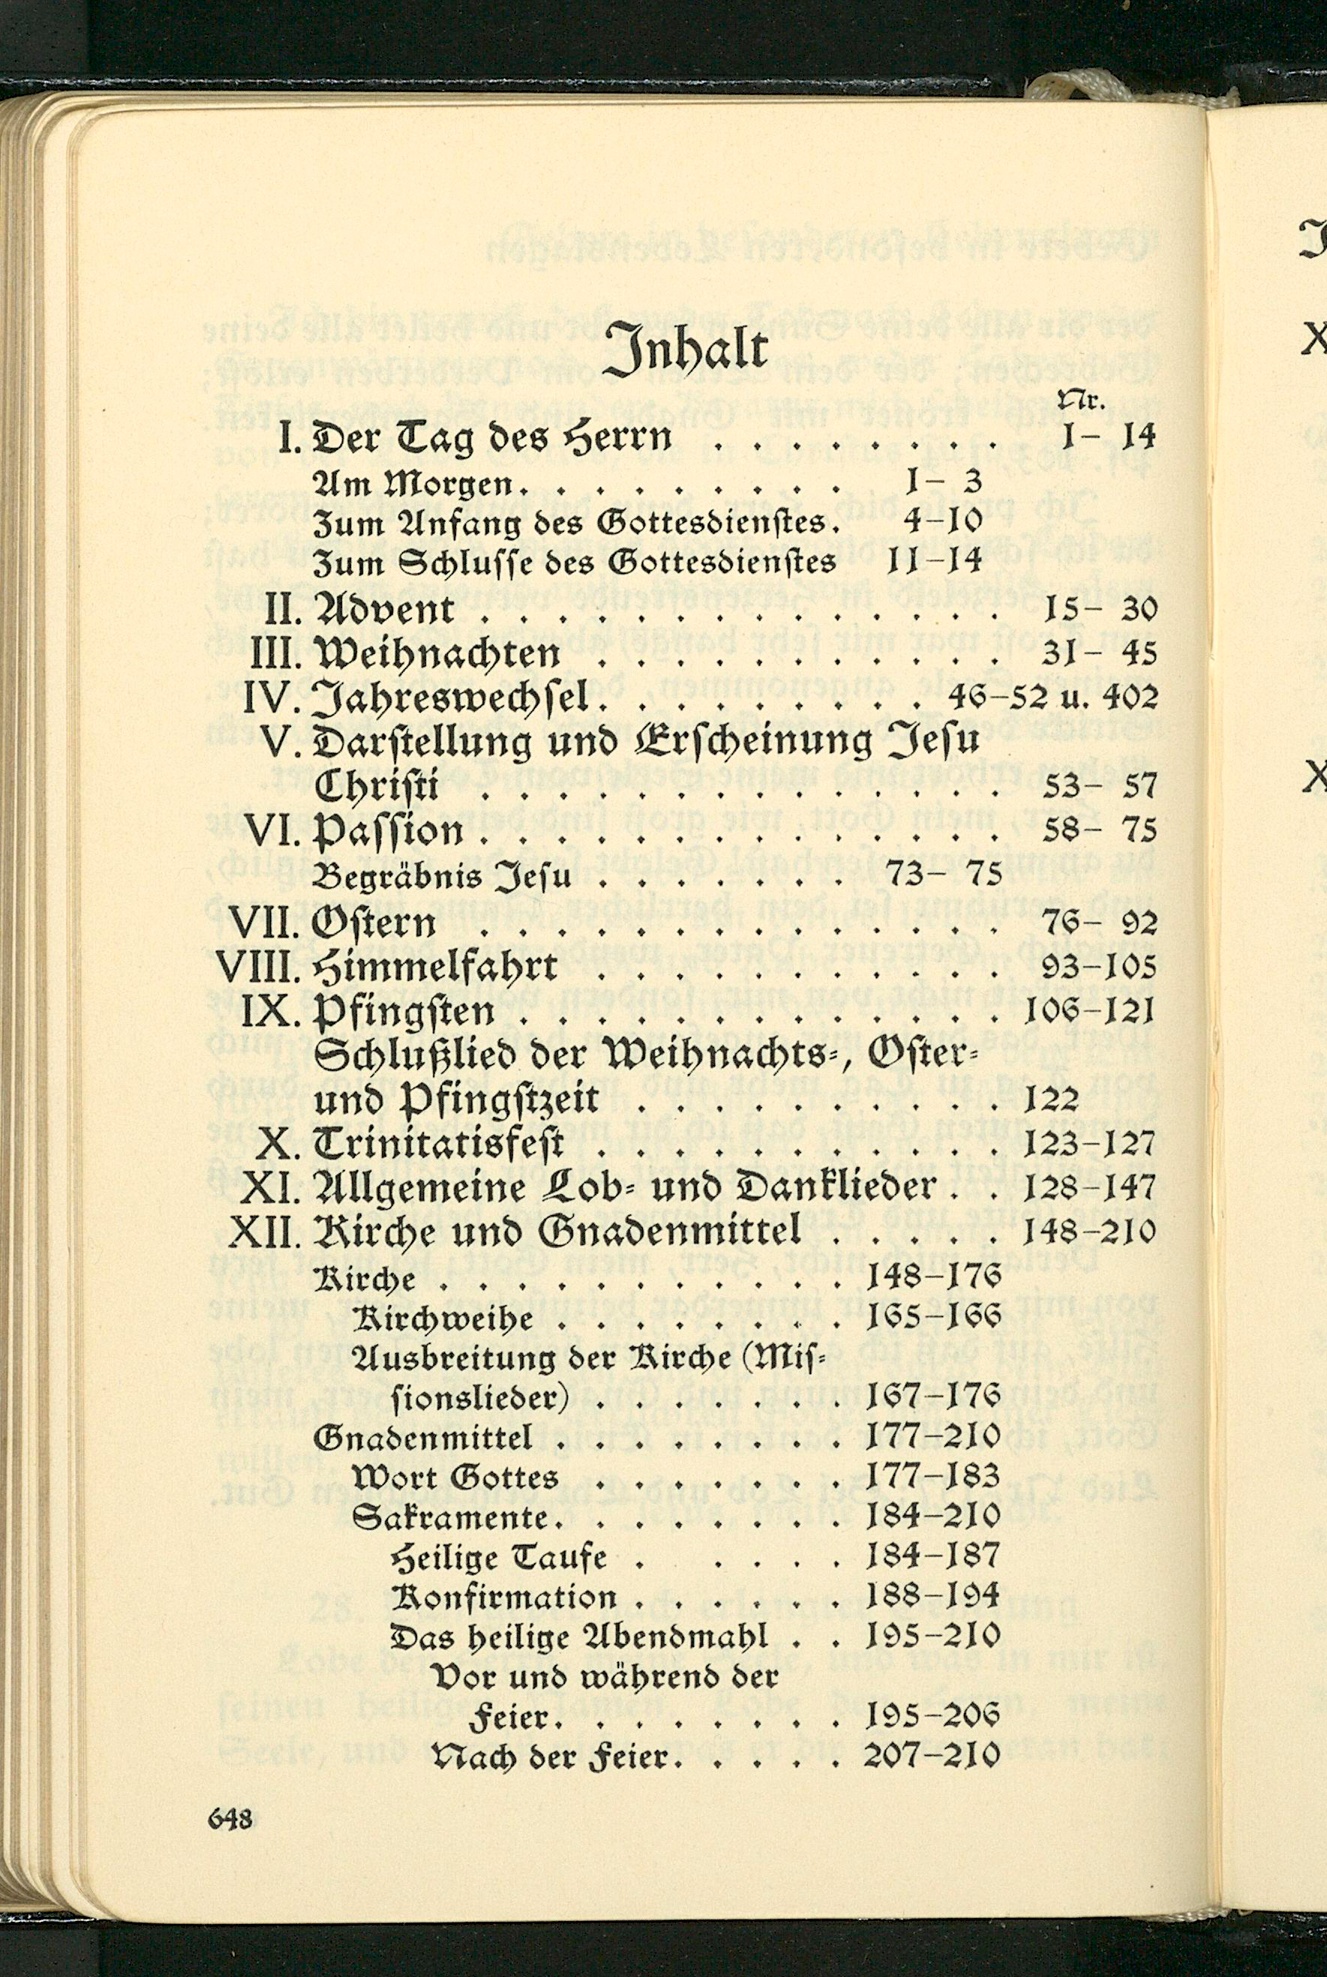 Inhalt
Nr.
I. Der Tag des Herrn . . . . . . . . 1– 14
Am Morgen. . . . . . . . . 1– 3
Zum Anfang des Gottesdienstes. 4–10
Zum Schlusse des Gottesdienstes 11–14
II. Advent . . . . . . . . . . . . . . 15– 30
III. Weihnachten . . . . . . . . . . . 31– 45
IV. Jahreswechsel. . . . . . . . . 46–52 u. 402
V. Darstellung und Erscheinung Jesu
Christi . . . . . . . . . . . . . . 53– 57
VI. Passion . . . . . . . . . . . . . . 58– 75
Begräbnis Jesu . . . . . . . 73– 75
VII. Ostern . . . . . . . . . . . . . . 76– 92
VIII. Himmelfahrt . . . . . . . . . . . 93–105
IX. Pfingsten . . . . . . . . . . . . . 106–121
Schlußlied der Weihnachts-, Oster-
und Pfingstzeit . . . . . . . . . . 122
X. Trinitatisfest . . . . . . . . . . . 123–127
XI. Allgemeine Lob- und Danklieder . . 128–147
XII. Kirche und Gnadenmittel . . . . . 148–210
Kirche . . . . . . . . . . . 148–176
Kirchweihe . . . . . . . . 165–166
Ausbreitung der Kirche (Mis-
sionslieder) . . . . . . . 167–176
Gnadenmittel . . . . . . . . 177–210
Wort Gottes . . . . . . . 177–183
Sakramente. . . . . . . . 184–210
Heilige Taufe . . . . . 184–187
Konfirmation . . . . . . 188–194
Das heilige Abendmahl . . 195–210
Vor und während der
Feier. . . . . . . . 195–206
Nach der Feier. . . . . 207–210
648